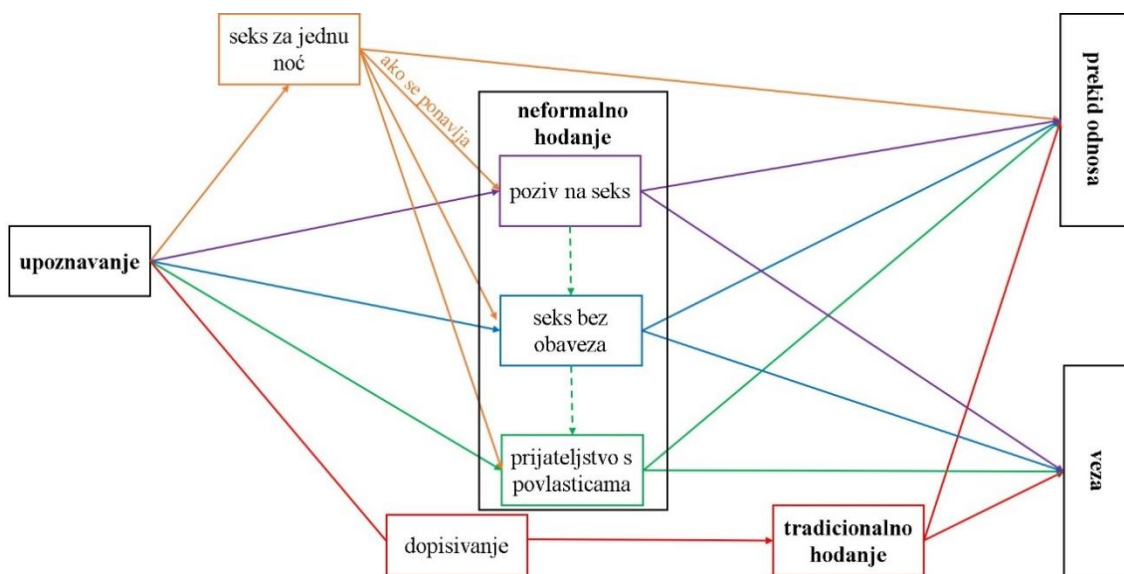 seks za jednu
noć
ako se ponavlja
neformalno
hodanje
poziv na seks
prekid odnosa
upoznavanje
seks bez
obaveza
prijateljstvo s
povlasticama
veza
dopisivanje
tradicionalno
hodanje